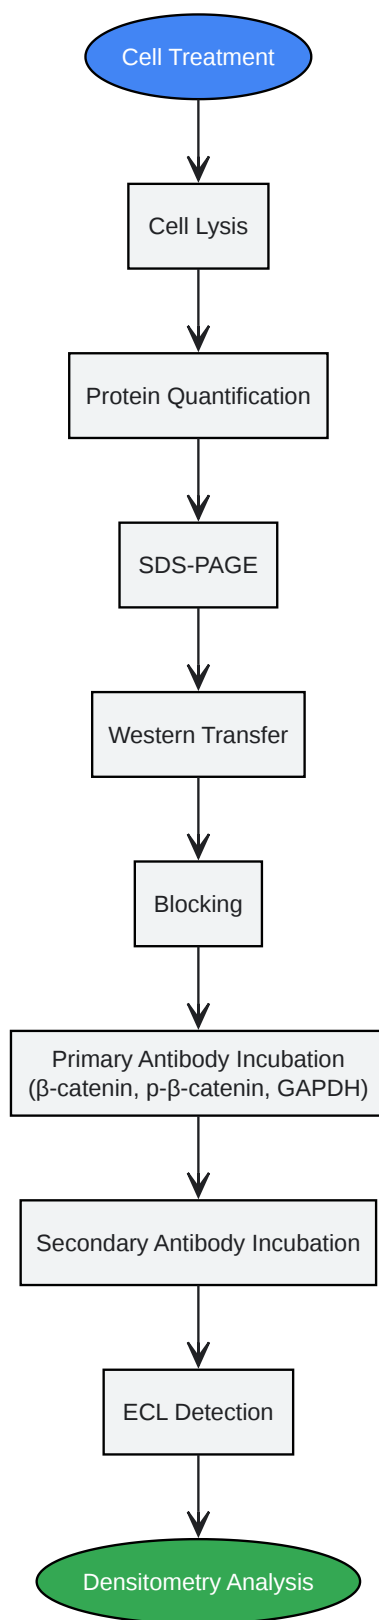 Cell Treatment
Cell Lysis
Protein Quantification
SDS-PAGE
Western Transfer
Blocking
Primary Antibody Incubation
(β-catenin, p-β-catenin, GAPDH)
Secondary Antibody Incubation
ECL Detection
Densitometry Analysis